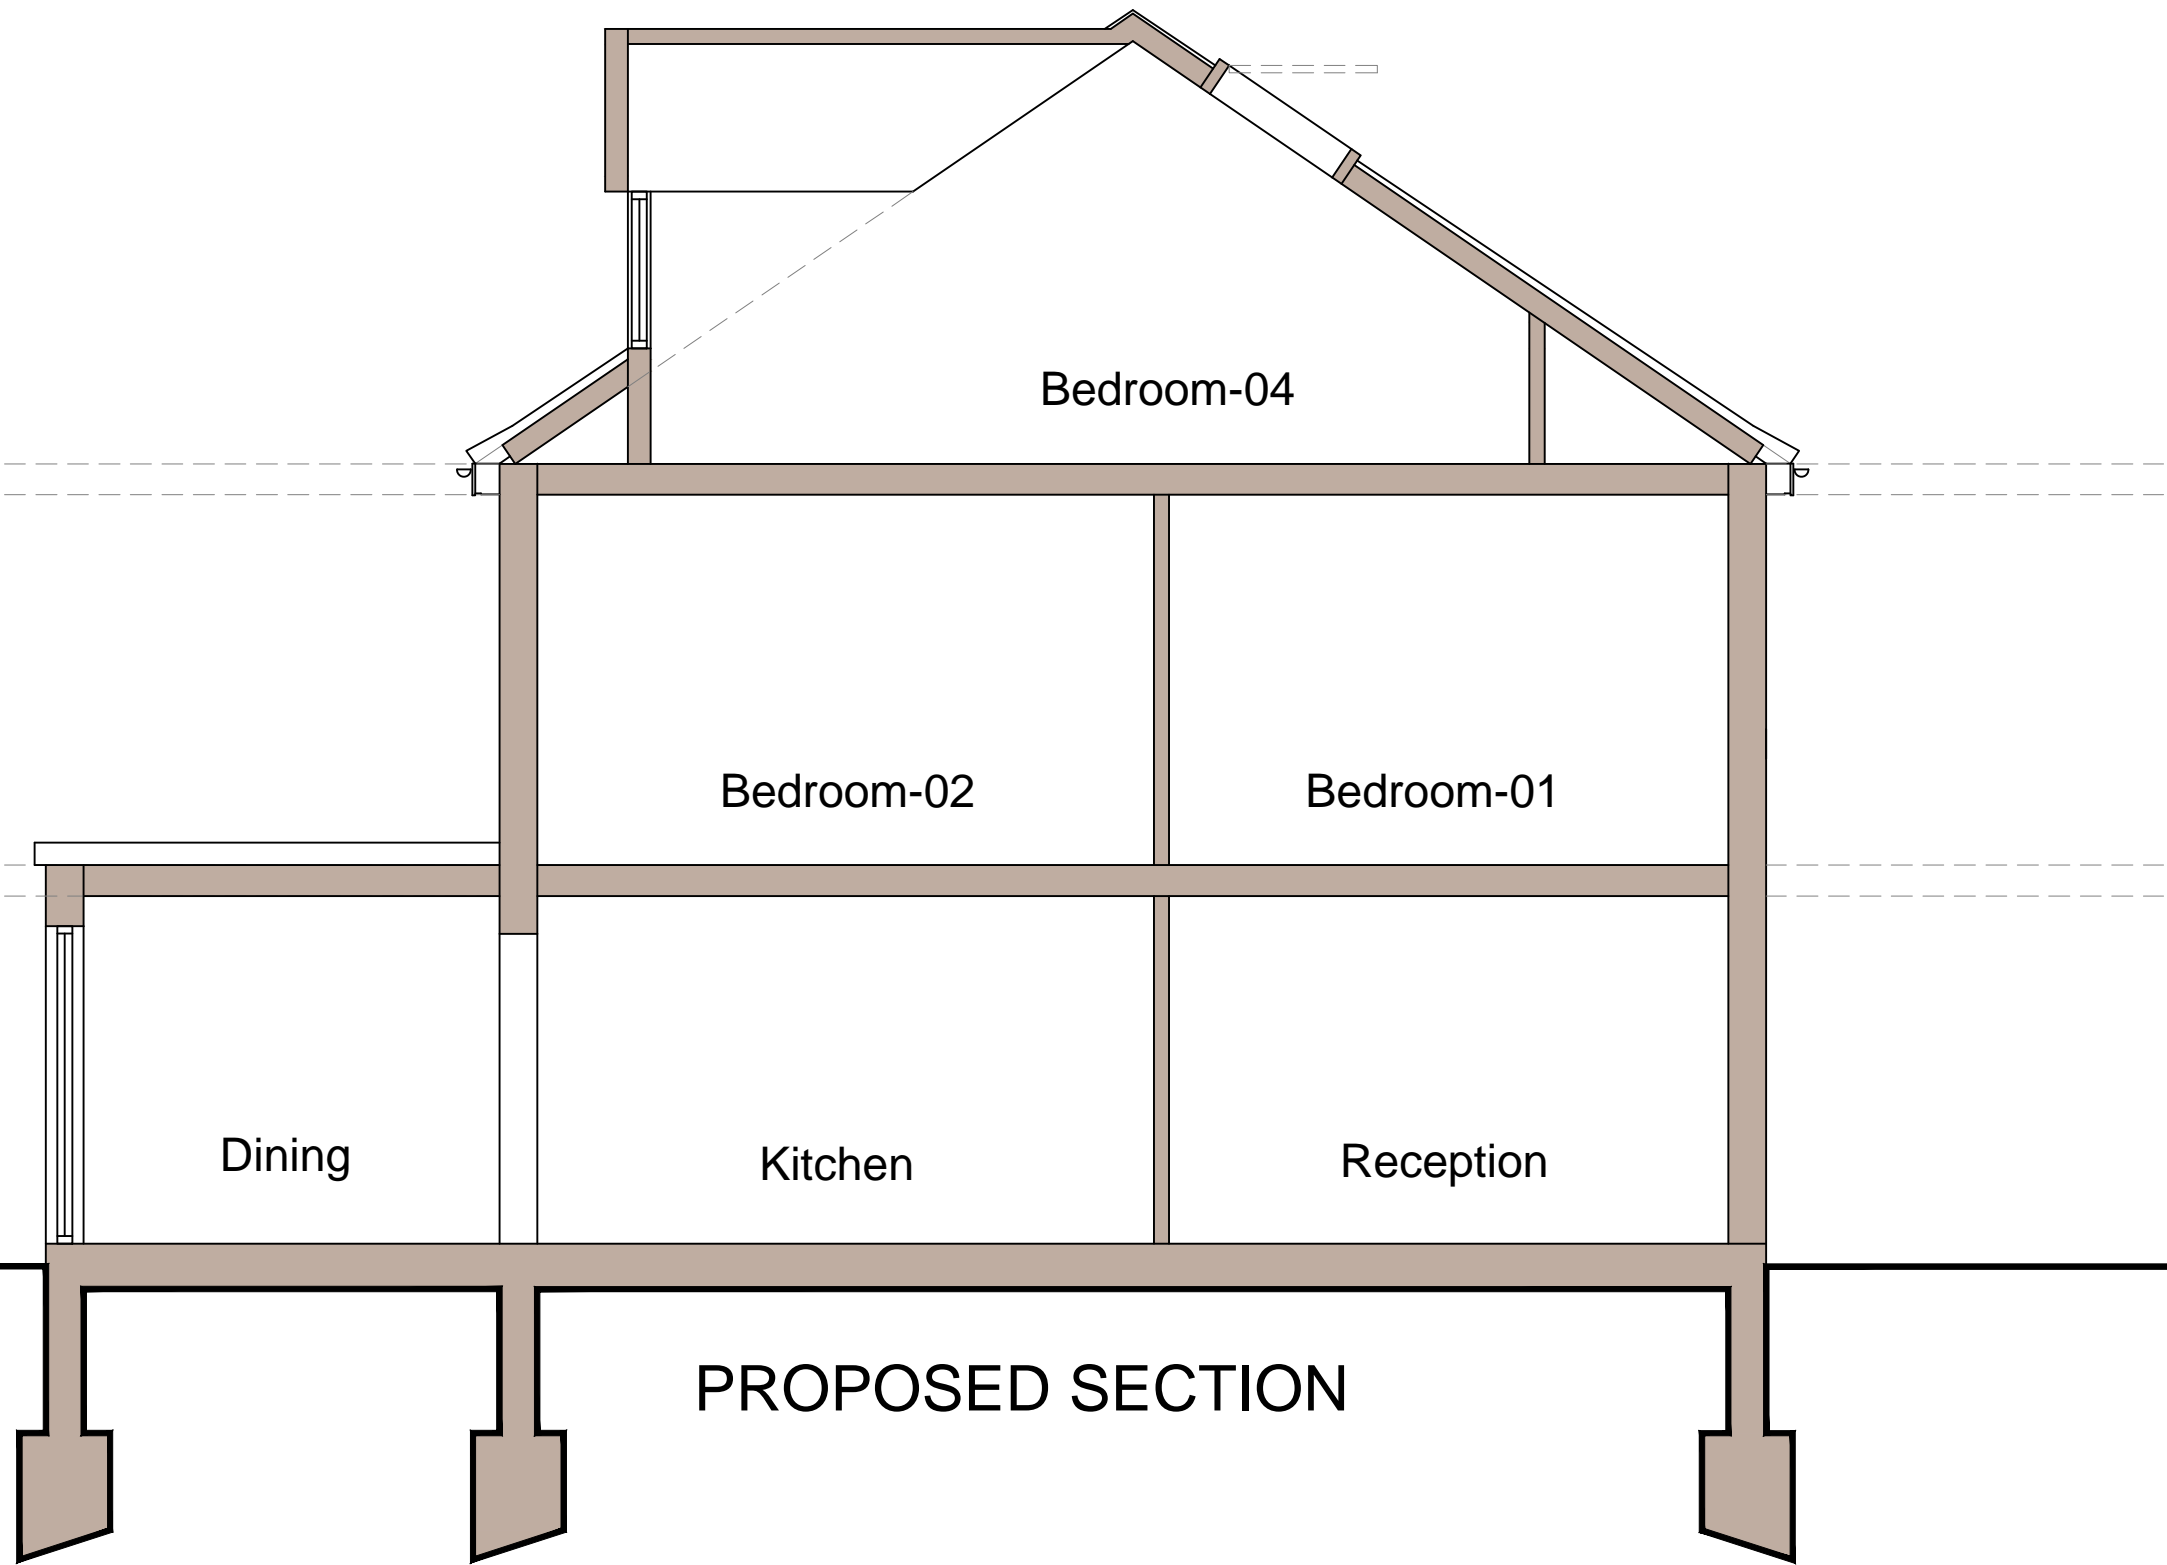 Bedroom-04
Bedroom-02
Bedroom-01
Dining
Kitchen
Reception
PROPOSED SECTION